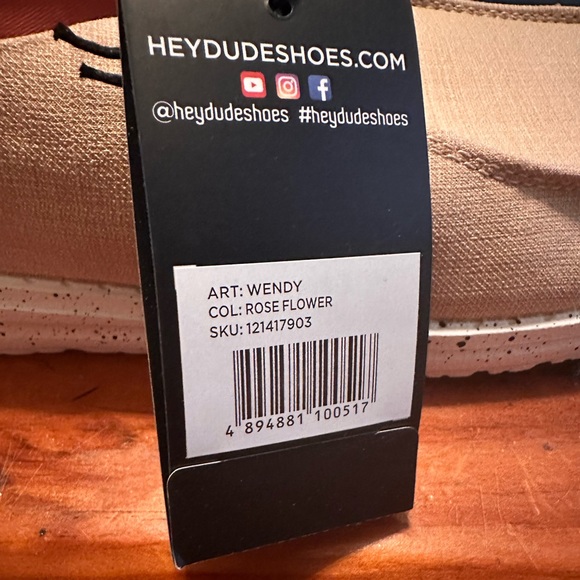 HEYDUDESHOES.COM
@heydudeshoes #heydudeshoes
ART: WENDY
COL: ROSE FLOWER
SKU: 121417903
4 894881 100517